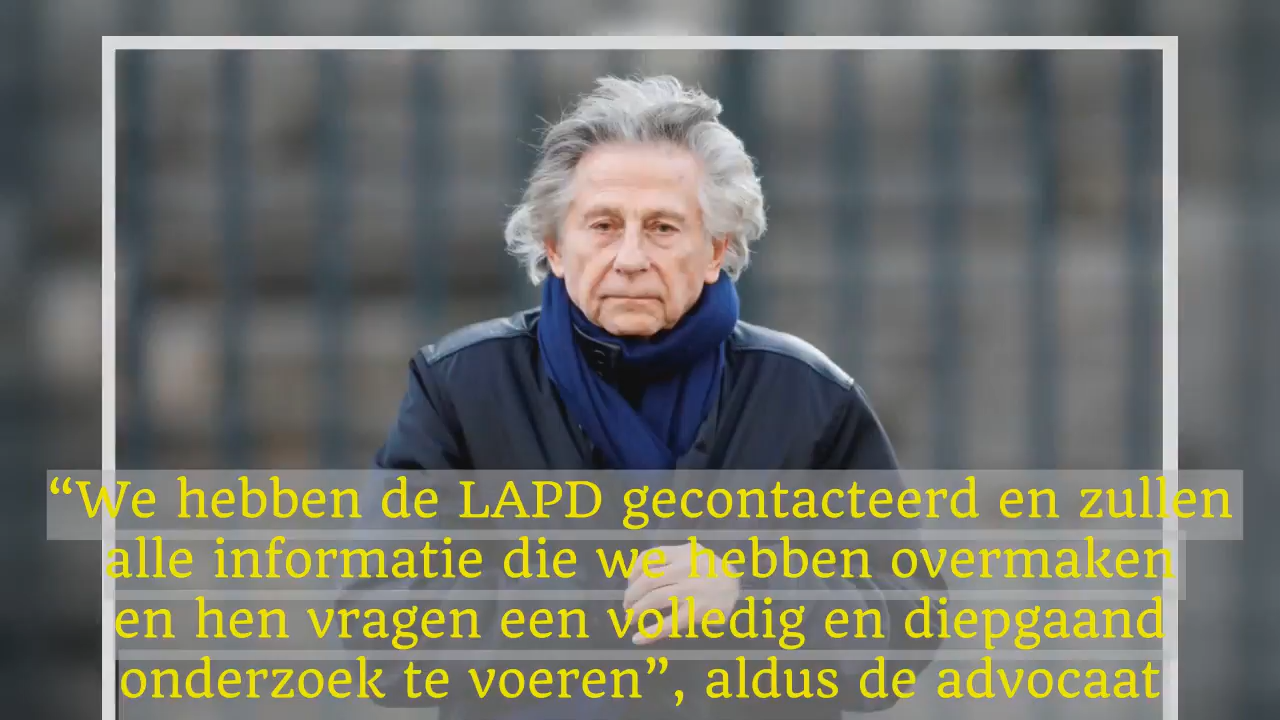 “We hebben de LAPD gecontacteerd en zullen
alle informatie die we hebben overmaken
en hen vragen een volledig en diepgaand
onderzoek te voeren”, aldus de advocaat